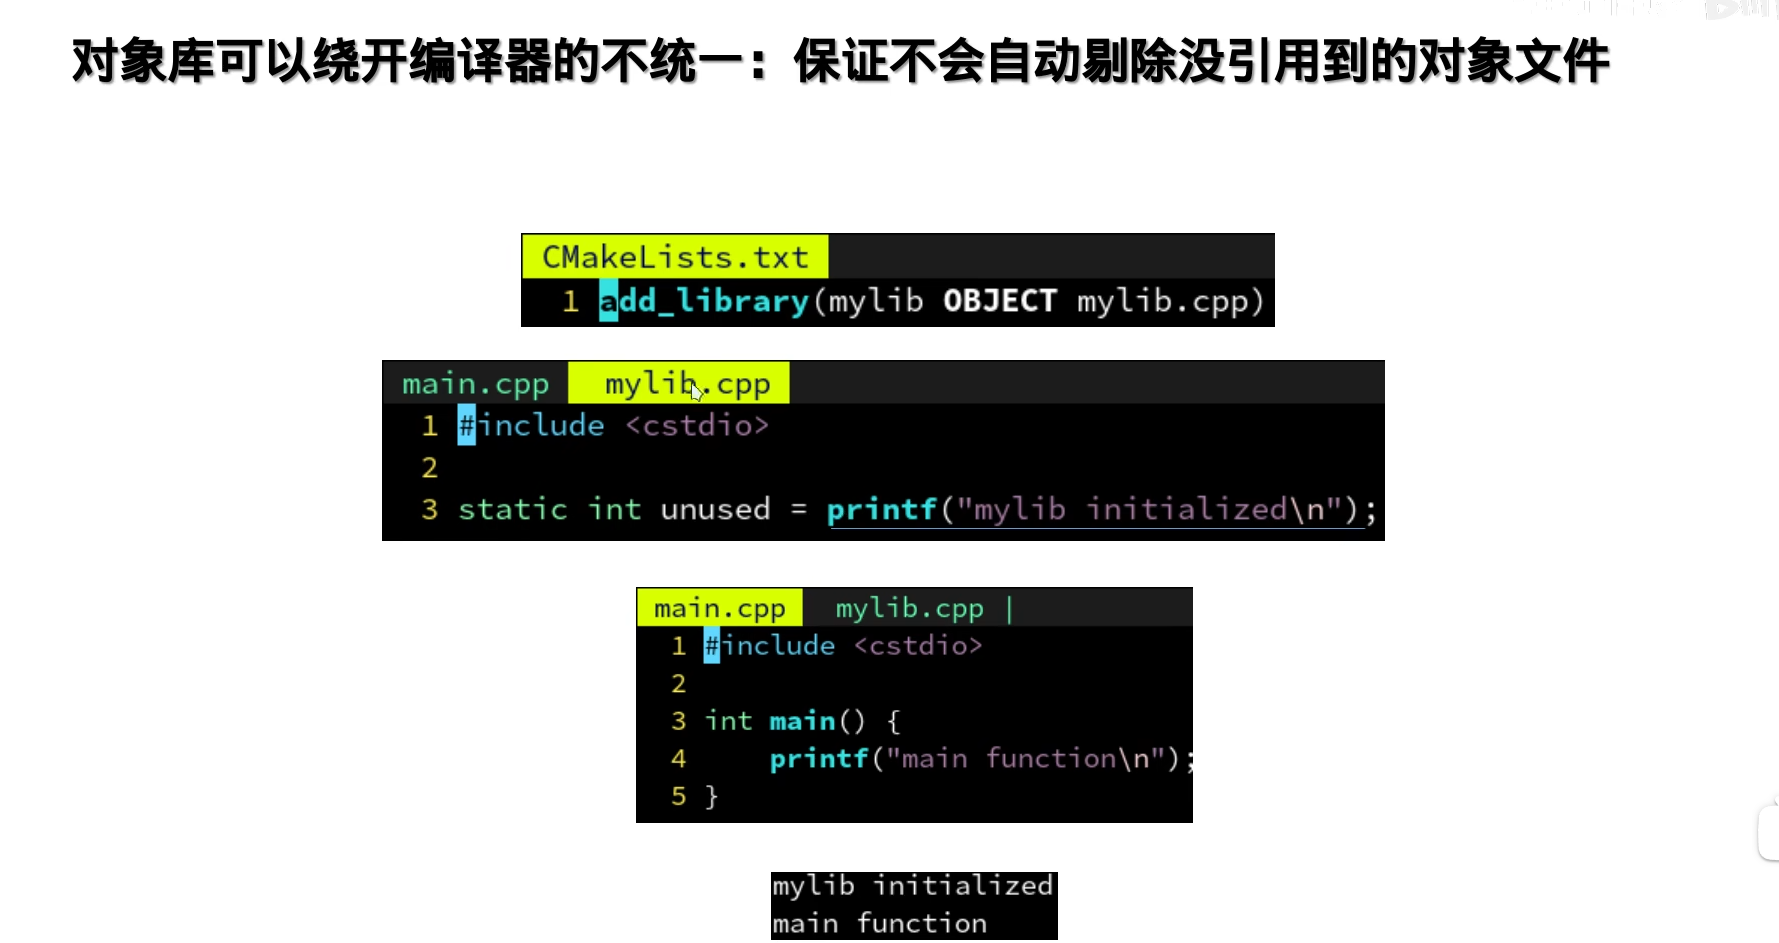 对象库可以绕开编译器的不统一：保证不会自动剔除没引用到的对象文件
CMakeLists.txt
1 add_library(mylib OBJECT mylib.cpp)
main.cpp mylib.cpp
1 #include <cstdio>
2
3 static int unused = printf("mylib initialized\n");
main.cpp mylib.cpp |
1 #include <cstdio>
2
3 int main() {
4     printf("main function\n");
5 }
mylib initialized
main function